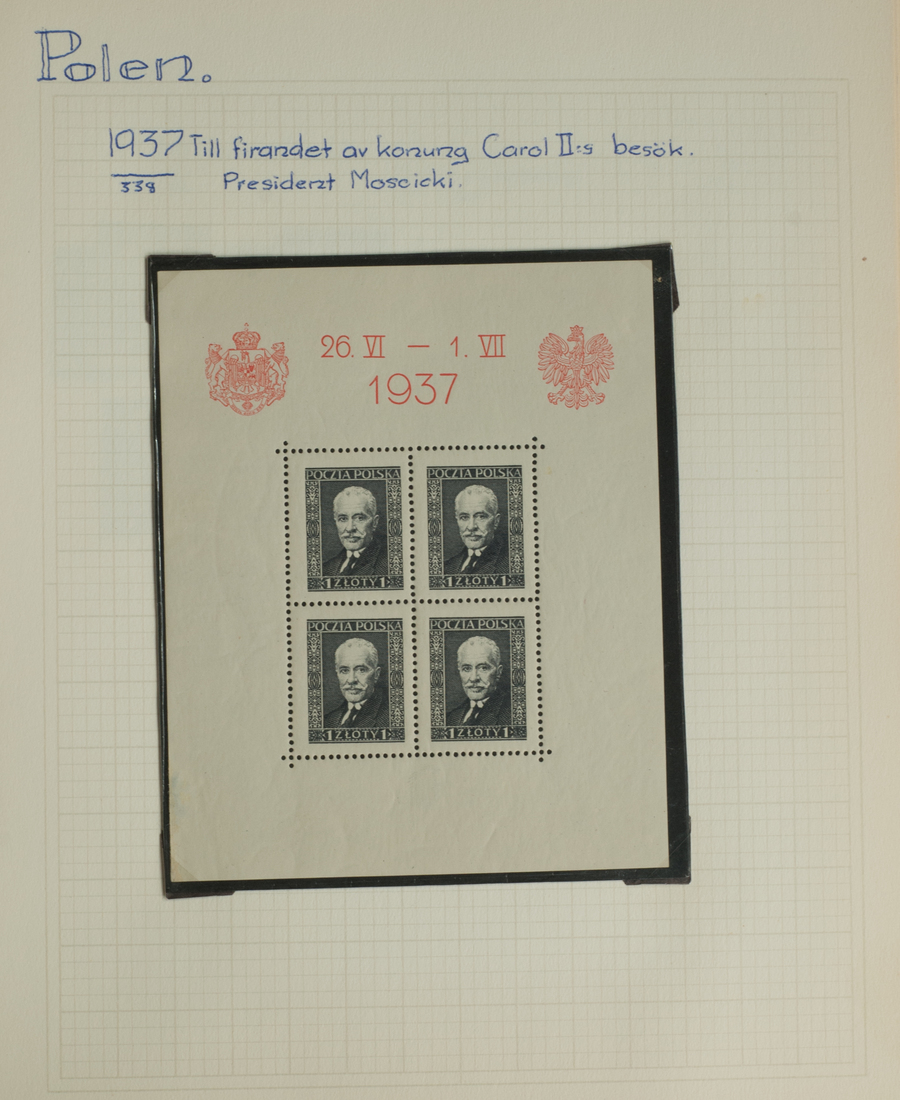 Polen.
1937 Till firandet av konung Carol II:s besök.
338 President Moscicki.
26. VI — 1. VII
1937
POCZTA POLSKA POCZTA POLSKA
1 ZŁOTY 1 1 ZŁOTY 1
POCZTA POLSKA POCZTA POLSKA
1 ZŁOTY 1 1 ZŁOTY 1